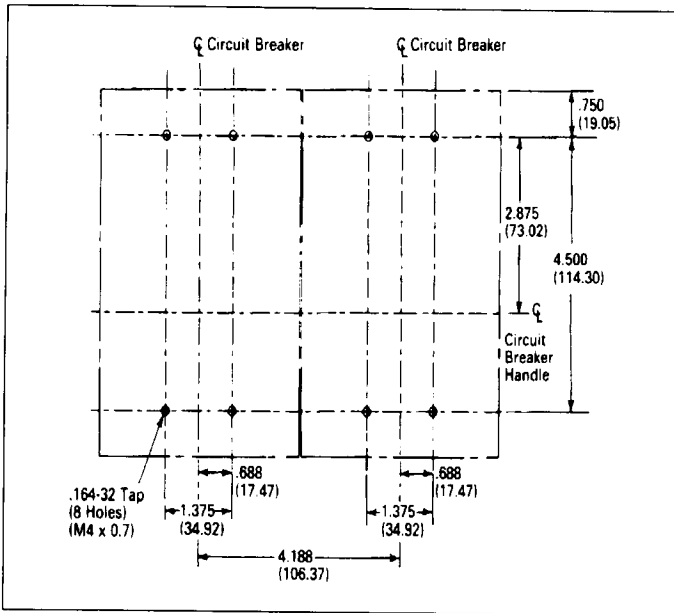 ℄ Circuit Breaker
℄ Circuit Breaker
.750
(19.05)
2.875
(73.02)
4.500
(114.30)
℄
Circuit
Breaker
Handle
.164-32 Tap
(8 Holes)
(M4 x 0.7)
.688
(17.47)
.688
(17.47)
1.375
(34.92)
1.375
(34.92)
4.188
(106.37)